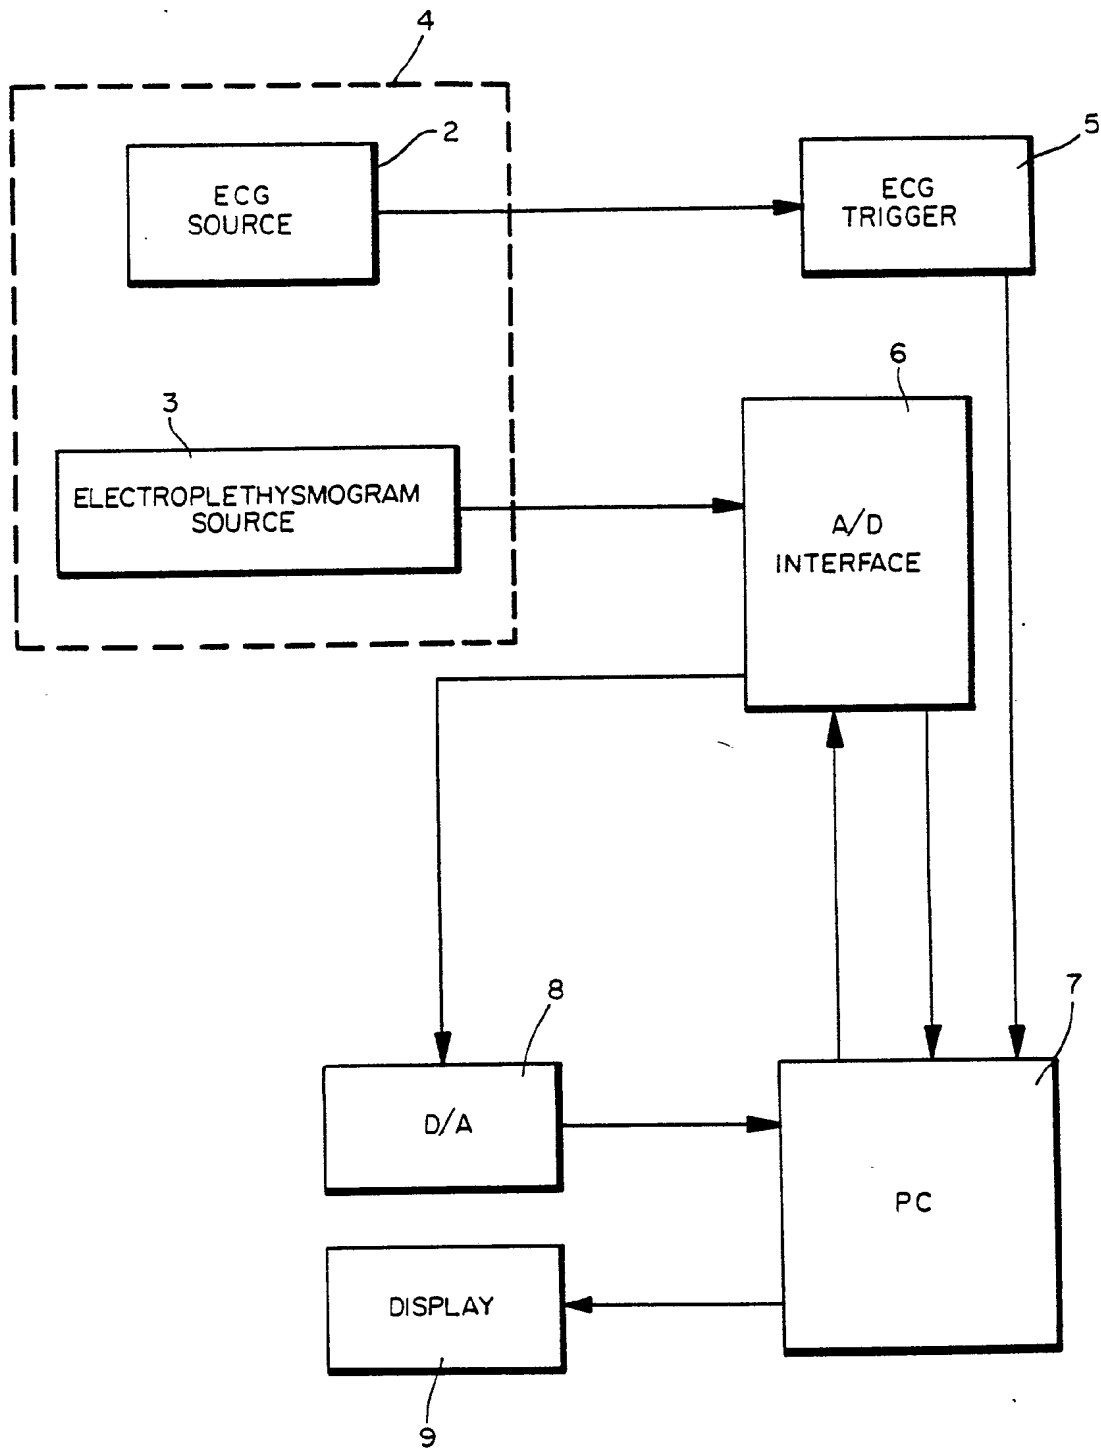 4
2
ECG
SOURCE
5
ECG
TRIGGER
6
3
ELECTROPLETHYSMOGRAM
SOURCE
A/D
INTERFACE
8
7
D/A
PC
DISPLAY
9